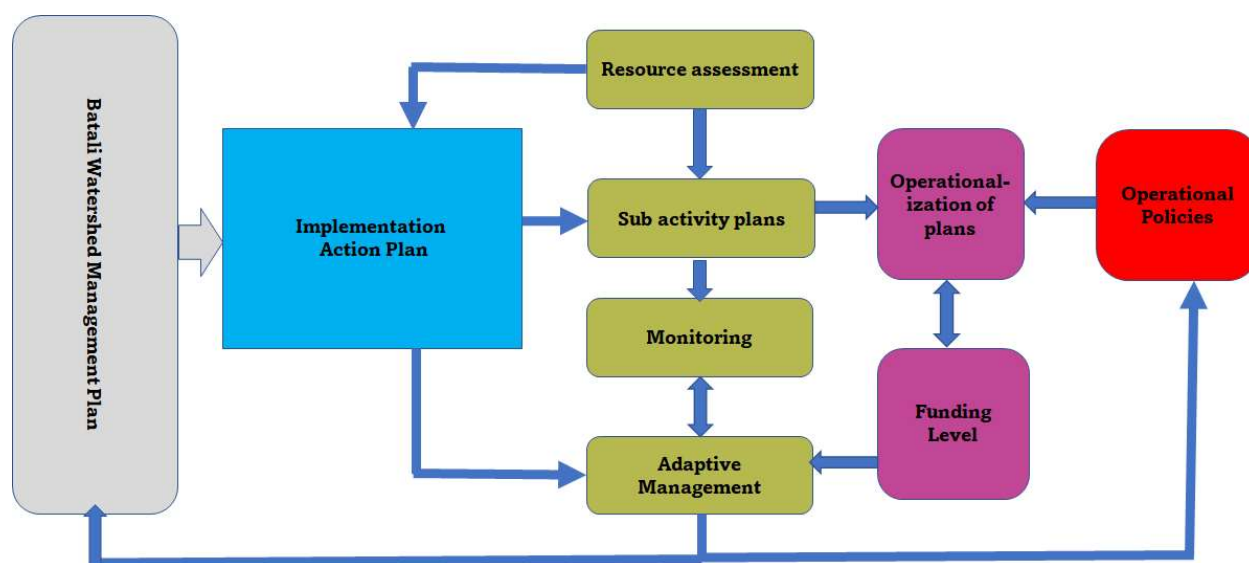 Batali Watershed Management Plan
Resource assessment
Implementation
Action Plan
Sub activity plans
Operational-
ization of
plans
Operational
Policies
Monitoring
Funding
Level
Adaptive
Management